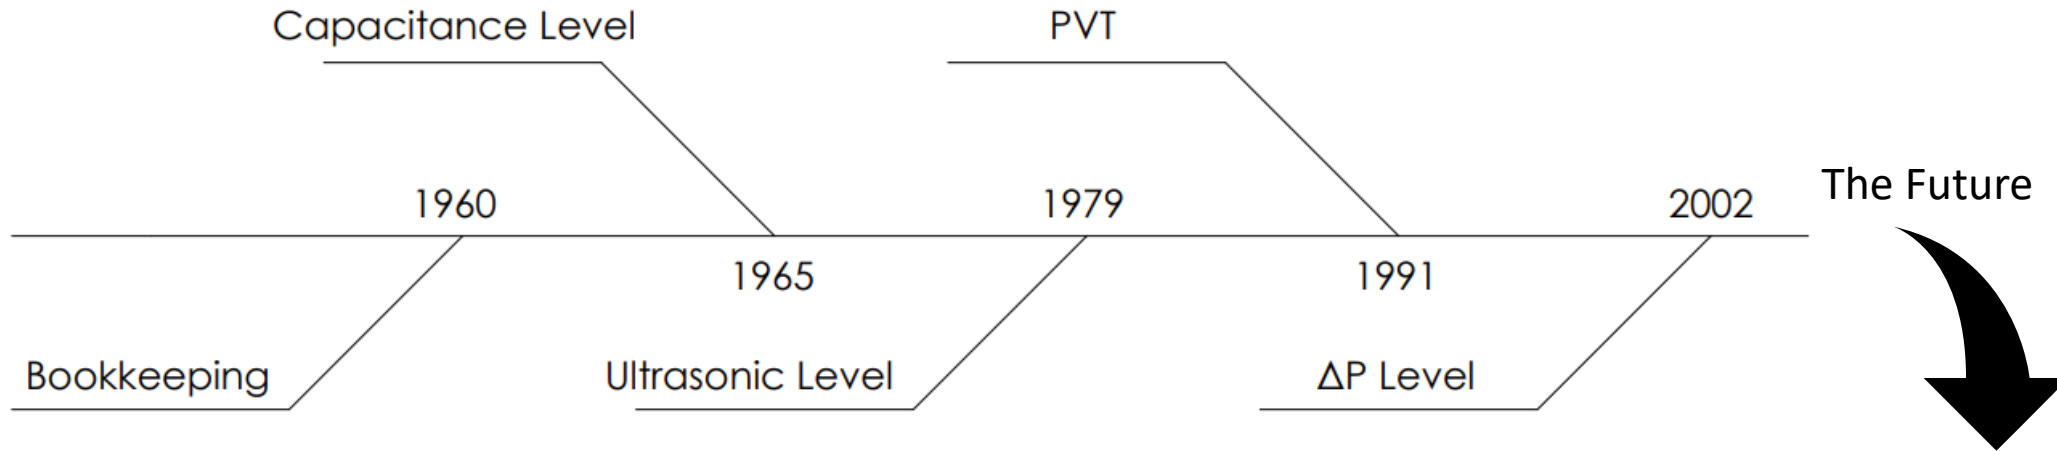 Capacitance Level
PVT
1960
1979
2002
The Future
1965
1991
Bookkeeping
Ultrasonic Level
ΔP Level